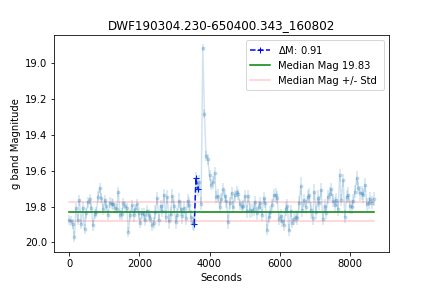 DWF190304.230-650400.343_160802
ΔM: 0.91
Median Mag 19.83
Median Mag +/- Std
g band Magnitude
19.0
19.2
19.4
19.6
19.8
20.0
0 2000 4000 6000 8000
Seconds